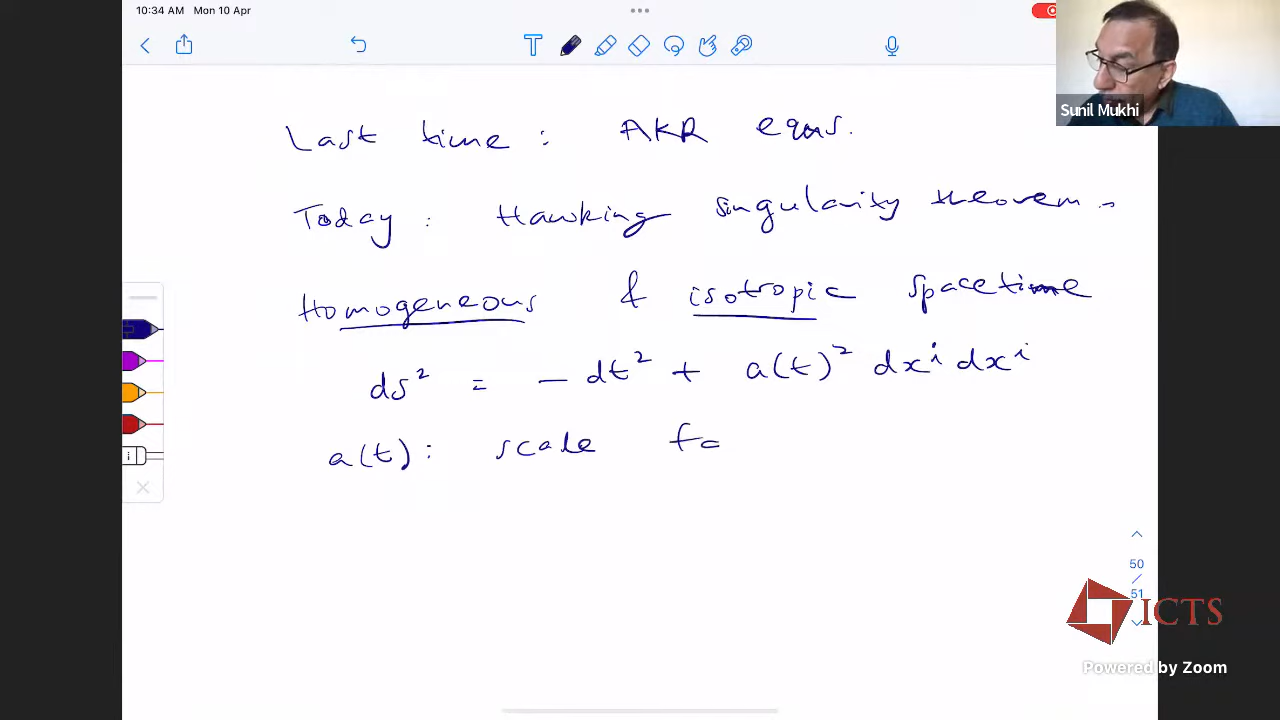 10:34 AM Mon 10 Apr
Sunil Mukhi
Last time : AKR eqns.
Today : Hawking singularity theorem.
Homogeneous & isotropic spacetime
ds² = - dt² + a(t)² dxⁱ dxⁱ
a(t) : scale fa
50
/
51
ICTS
Powered by Zoom